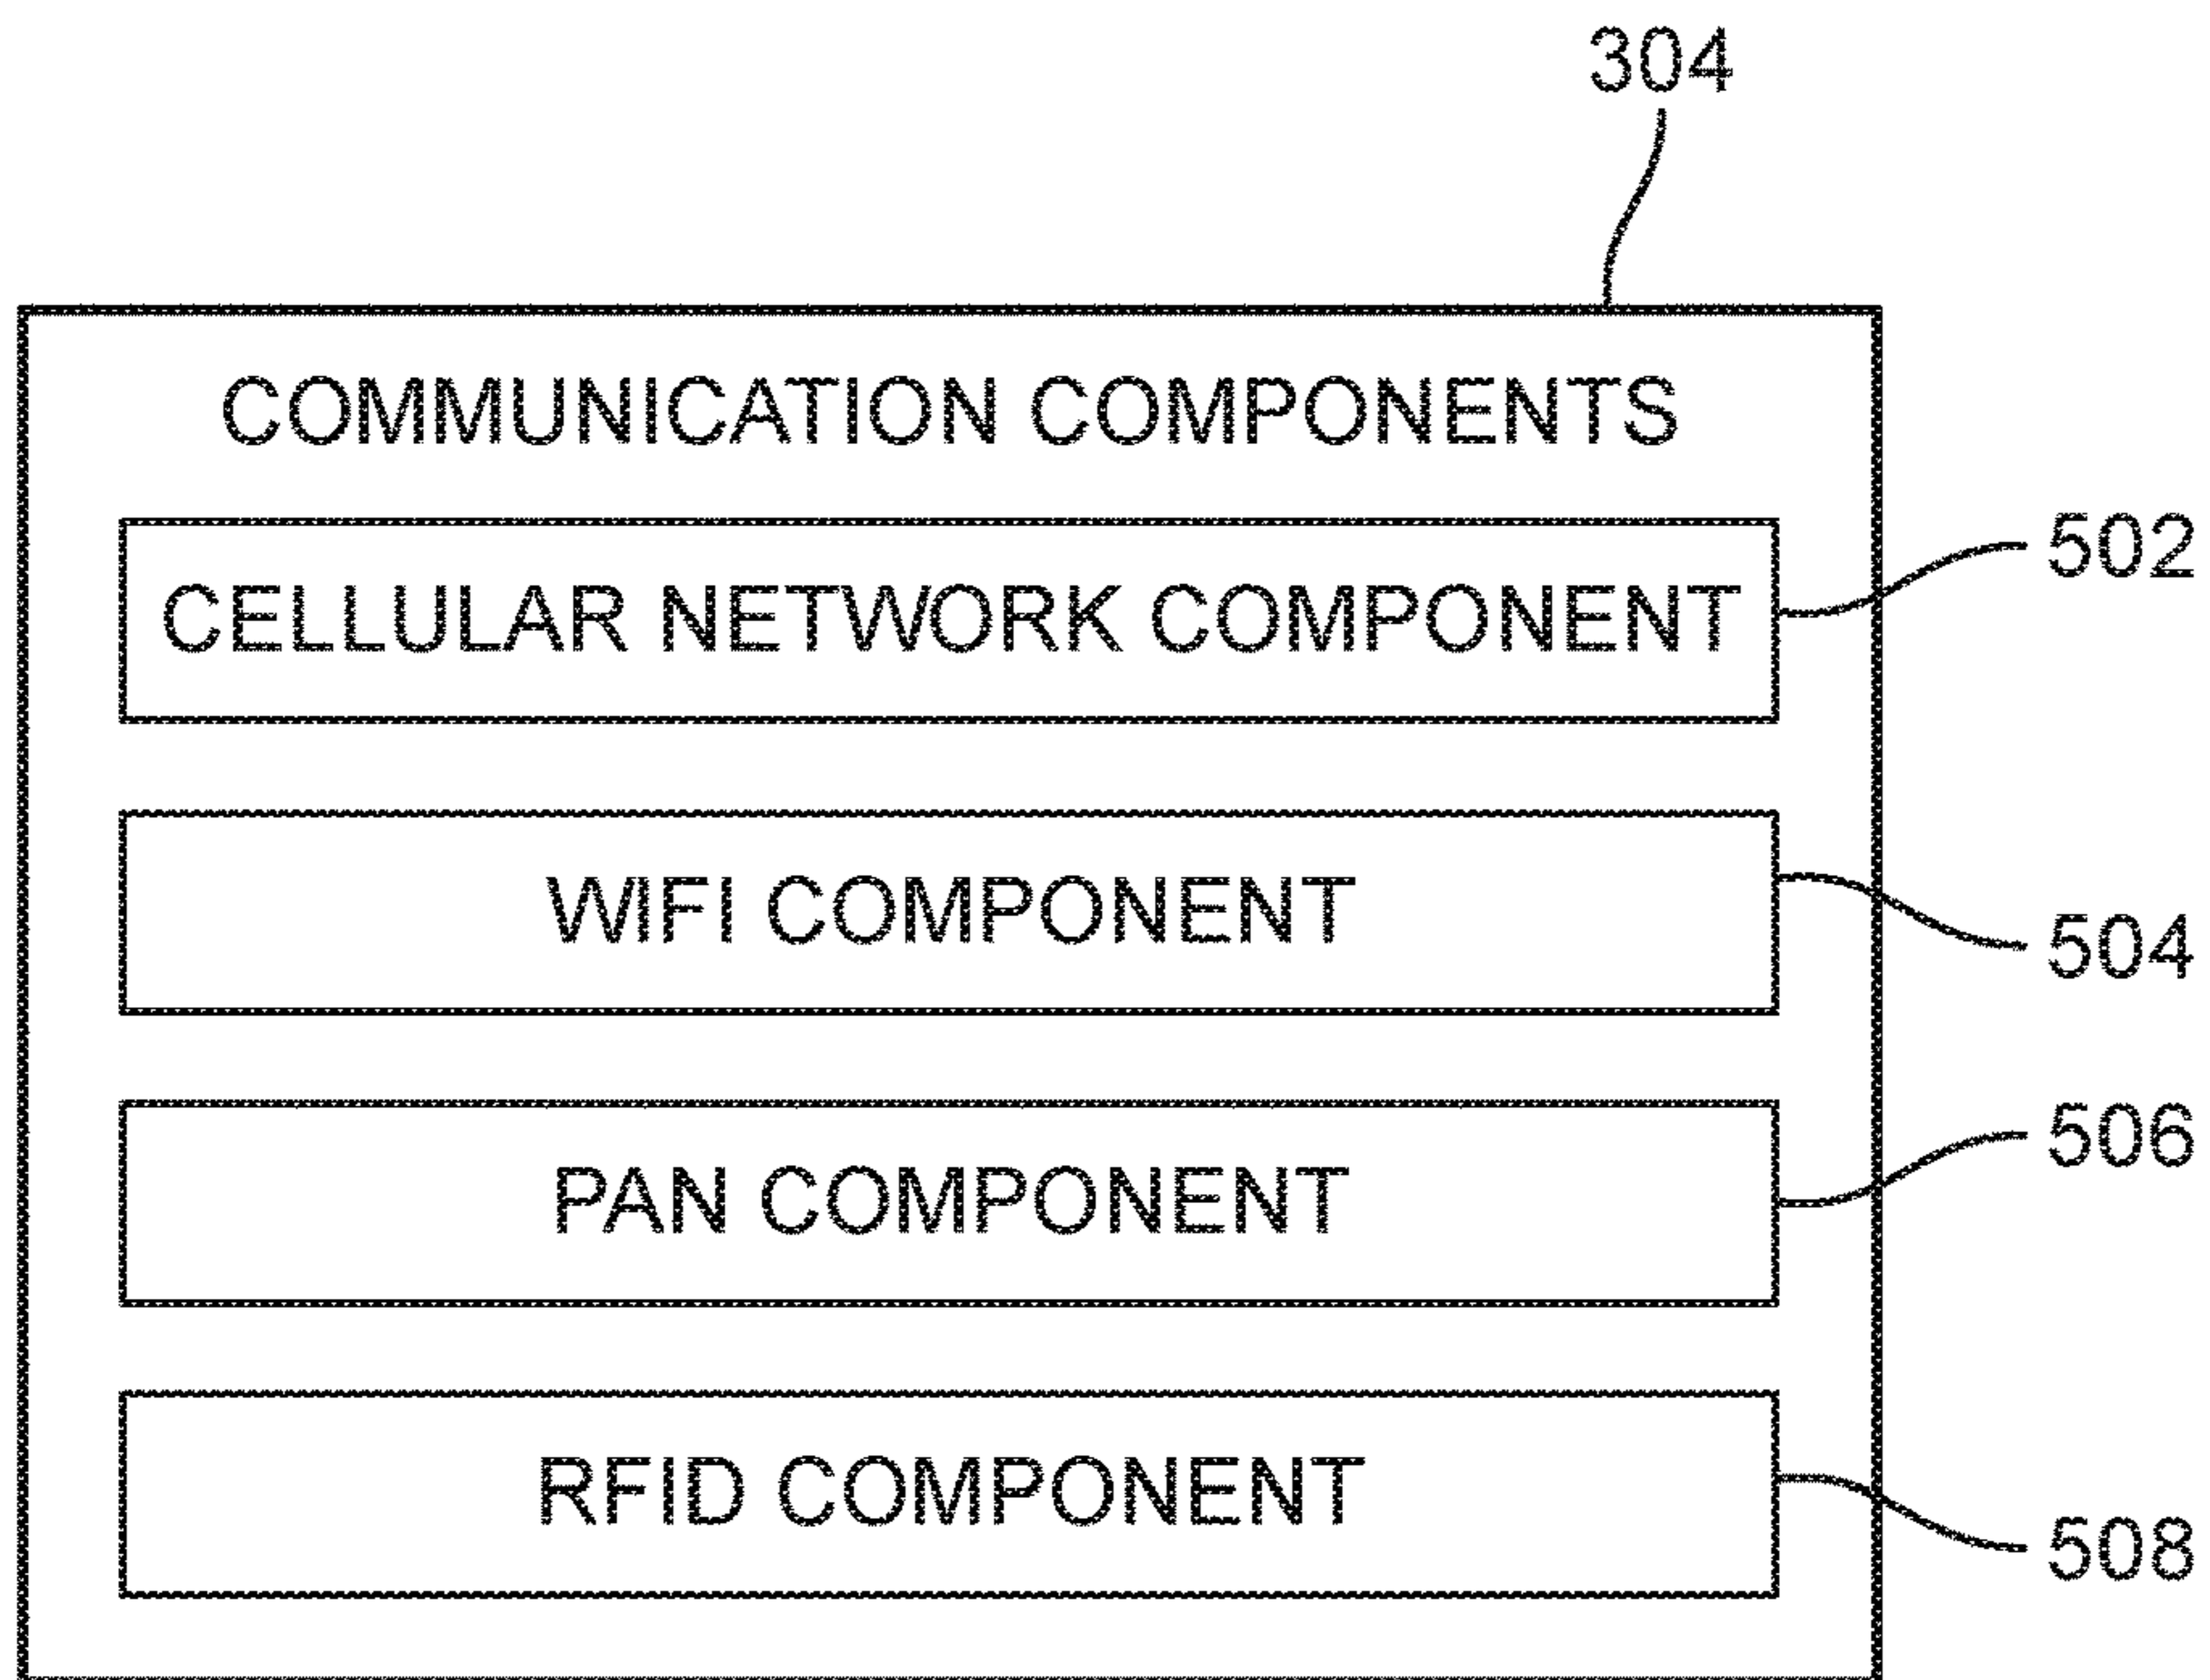 304
COMMUNICATION COMPONENTS
CELLULAR NETWORK COMPONENT
502
WIFI COMPONENT
504
PAN COMPONENT
506
RFID COMPONENT
508